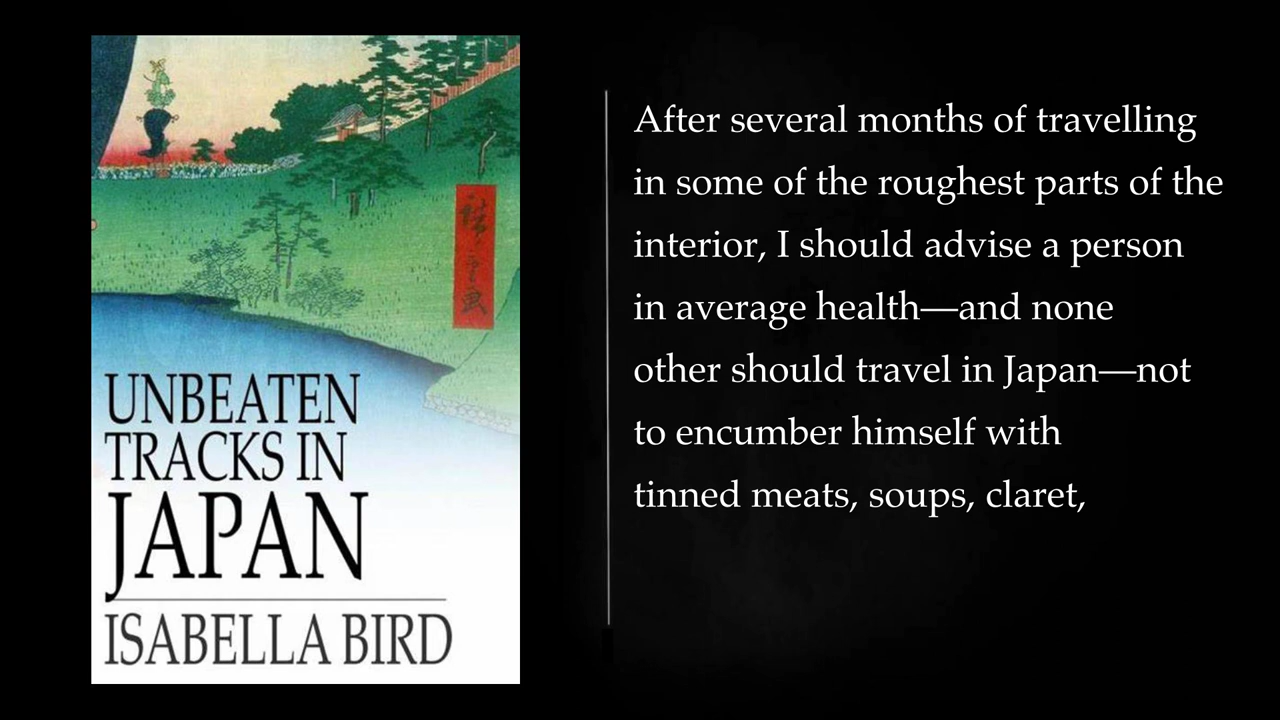 UNBEATEN
TRACKS IN
JAPAN
ISABELLA BIRD
After several months of travelling
in some of the roughest parts of the
interior, I should advise a person
in average health—and none
other should travel in Japan—not
to encumber himself with
tinned meats, soups, claret,